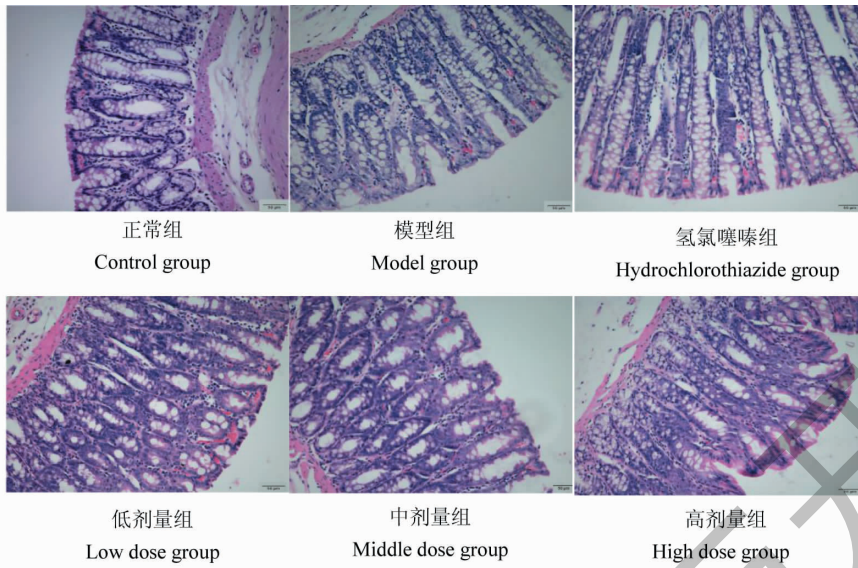 正常组
Control group
模型组
Model group
氢氯噻嗪组
Hydrochlorothiazide group
低剂量组
Low dose group
中剂量组
Middle dose group
高剂量组
High dose group